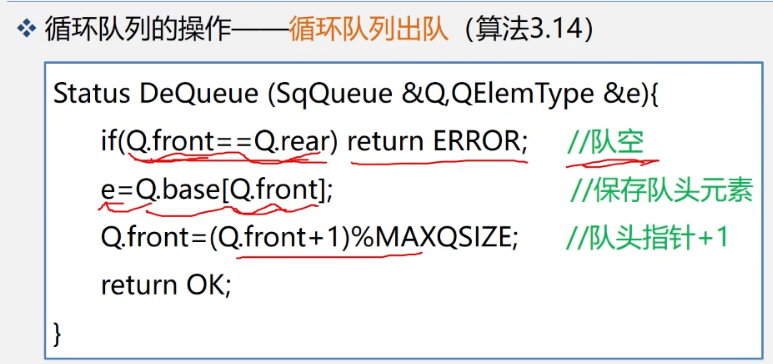 ❖ 循环队列的操作——循环队列出队（算法3.14）
Status DeQueue (SqQueue &Q,QElemType &e){
if(Q.front==Q.rear) return ERROR; //队空
e=Q.base[Q.front]; //保存队头元素
Q.front=(Q.front+1)%MAXQSIZE; //队头指针+1
return OK;
}